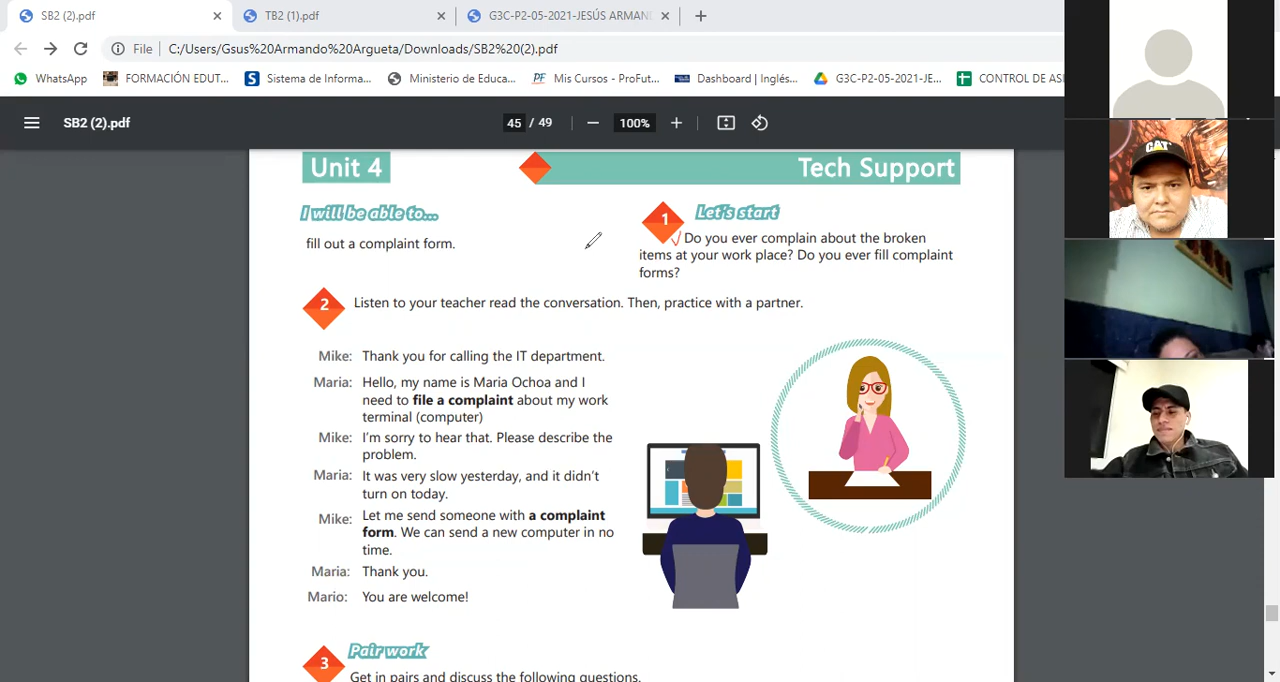 SB2 (2).pdf
TB2 (1).pdf
G3C-P2-05-2021-JESÚS ARMAND
File
C:/Users/Gsus%20Armando%20Argueta/Downloads/SB2%20(2).pdf
WhatsApp
FORMACIÓN EDUT...
Sistema de Informa...
Ministerio de Educa...
Mis Cursos - ProFut...
Dashboard | Inglés...
G3C-P2-05-2021-JE...
CONTROL DE ASI
SB2 (2).pdf
45 / 49
100%
Unit 4
Tech Support
I will be able to...
fill out a complaint form.
1
Let's start
Do you ever complain about the broken
items at your work place? Do you ever fill complaint
forms?
2
Listen to your teacher read the conversation. Then, practice with a partner.
Mike: Thank you for calling the IT department.
Maria: Hello, my name is Maria Ochoa and I
need to file a complaint about my work
terminal (computer)
Mike: I'm sorry to hear that. Please describe the
problem.
Maria: It was very slow yesterday, and it didn't
turn on today.
Mike: Let me send someone with a complaint
form. We can send a new computer in no
time.
Maria: Thank you.
Mario: You are welcome!
3
Pair work
Get in pairs and discuss the following questions.
CAT